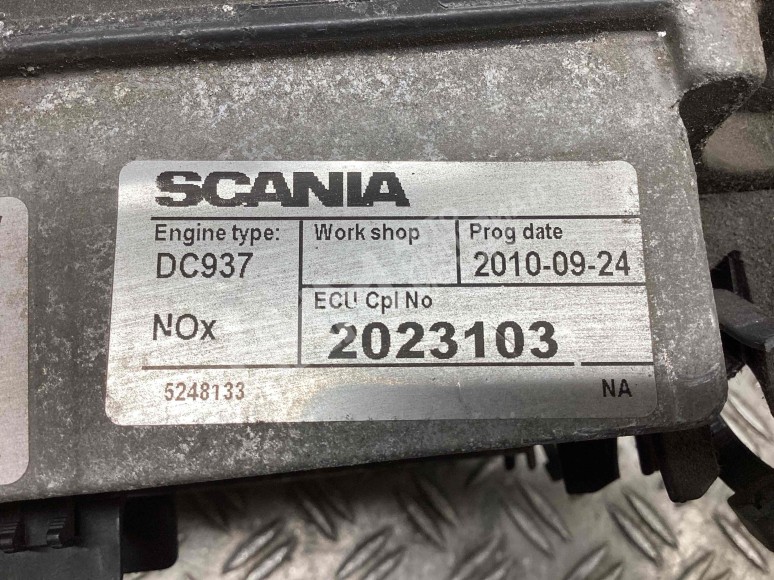 SCANIA
Engine type: Work shop Prog date
DC937 2010-09-24
ECU Cpl No
NOx 2023103
5248133 NA